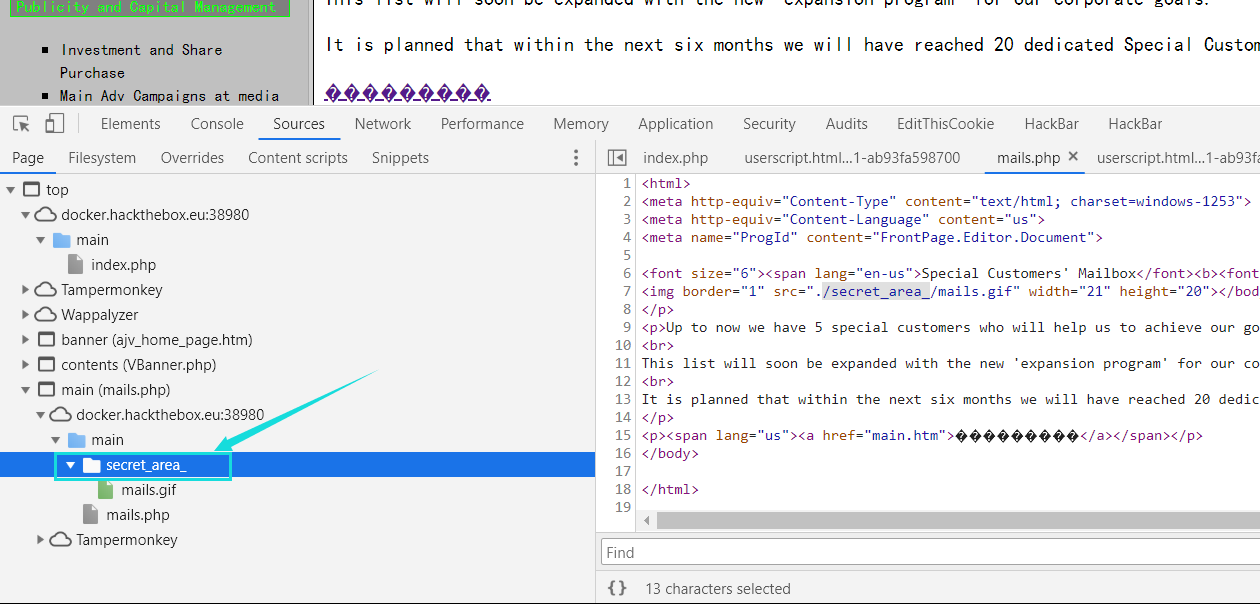 Publicity and Capital Management
Investment and Share
Purchase
Main Adv Campaigns at media
This list will soon be expanded with the new 'expansion program' for our corporate goals.
It is planned that within the next six months we will have reached 20 dedicated Special Custom
���������
Elements Console Sources Network Performance Memory Application Security Audits EditThisCookie HackBar HackBar
Page Filesystem Overrides Content scripts Snippets
index.php userscript.html...1-ab93fa598700 mails.php × userscript.html...1-ab93fa
top
docker.hackthebox.eu:38980
main
index.php
Tampermonkey
Wappalyzer
banner (ajv_home_page.htm)
contents (VBanner.php)
main (mails.php)
docker.hackthebox.eu:38980
main
secret_area_
mails.gif
mails.php
Tampermonkey
1 <html>
2 <meta http-equiv="Content-Type" content="text/html; charset=windows-1253">
3 <meta http-equiv="Content-Language" content="us">
4 <meta name="ProgId" content="FrontPage.Editor.Document">
5
6 <font size="6"><span lang="en-us">Special Customers' Mailbox</font><b><font
7 <img border="1" src="./secret_area_/mails.gif" width="21" height="20"></bod
8 </p>
9 <p>Up to now we have 5 special customers who will help us to achieve our go
10 <br>
11 This list will soon be expanded with the new 'expansion program' for our co
12 <br>
13 It is planned that within the next six months we will have reached 20 dedic
14 </p>
15 <p><span lang="us"><a href="main.htm">���������</a></span></p>
16 </body>
17
18 </html>
19
Find
{} 13 characters selected